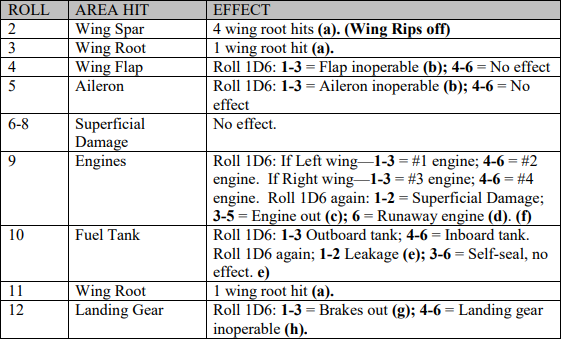 ROLL AREA HIT EFFECT
2 Wing Spar 4 wing root hits (a). (Wing Rips off)
3 Wing Root 1 wing root hit (a).
4 Wing Flap Roll 1D6: 1-3 = Flap inoperable (b); 4-6 = No effect
5 Aileron Roll 1D6: 1-3 = Aileron inoperable (b); 4-6 = No
effect
6-8 Superficial No effect.
Damage
9 Engines Roll 1D6: If Left wing—1-3 = #1 engine; 4-6 = #2
engine. If Right wing—1-3 = #3 engine; 4-6 = #4
engine. Roll 1D6 again: 1-2 = Superficial Damage;
3-5 = Engine out (c); 6 = Runaway engine (d). (f)
10 Fuel Tank Roll 1D6: 1-3 Outboard tank; 4-6 = Inboard tank.
Roll 1D6 again; 1-2 Leakage (e); 3-6 = Self-seal, no
effect. e)
11 Wing Root 1 wing root hit (a).
12 Landing Gear Roll 1D6: 1-3 = Brakes out (g); 4-6 = Landing gear
inoperable (h).